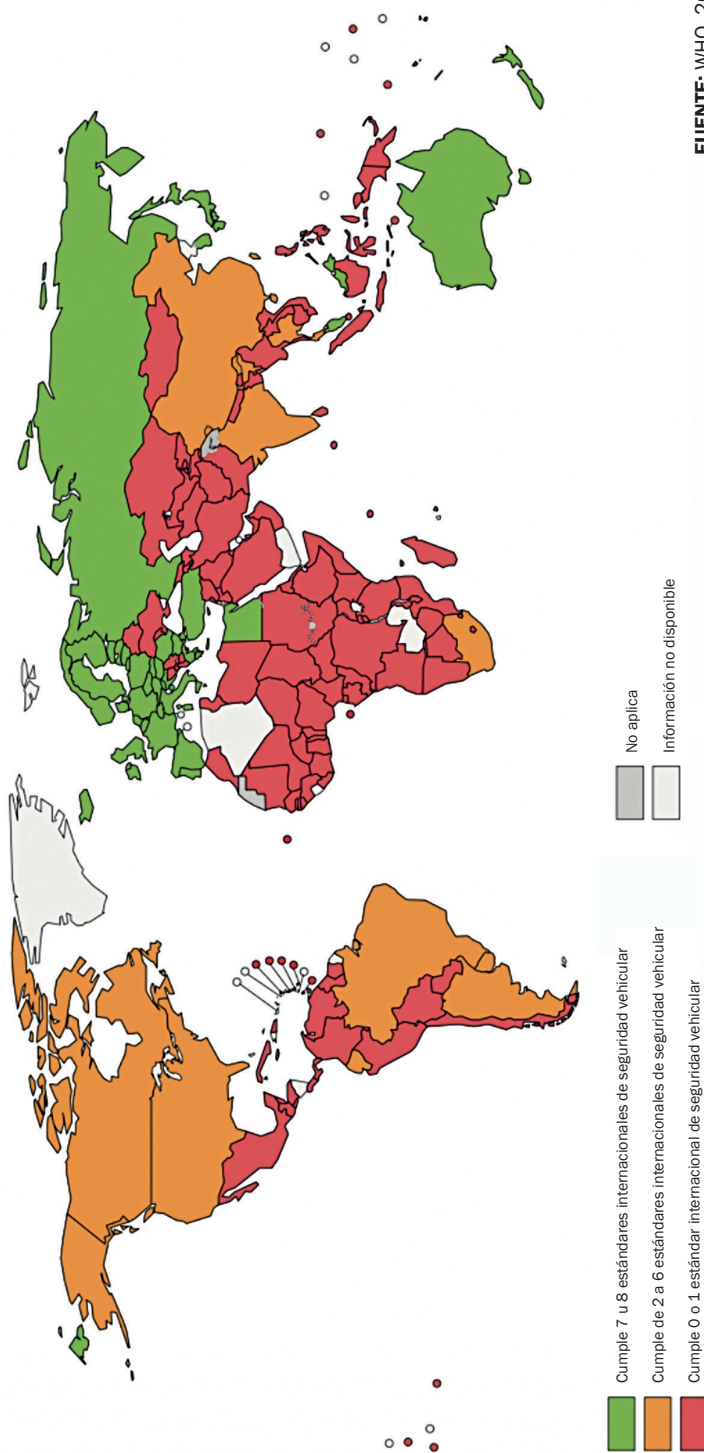 Cumple 7 u 8 estándares internacionales de seguridad vehicular
Cumple de 2 a 6 estándares internacionales de seguridad vehicular
Cumple 0 o 1 estándar internacional de seguridad vehicular
No aplica
Información no disponible
FUENTE: WHO,